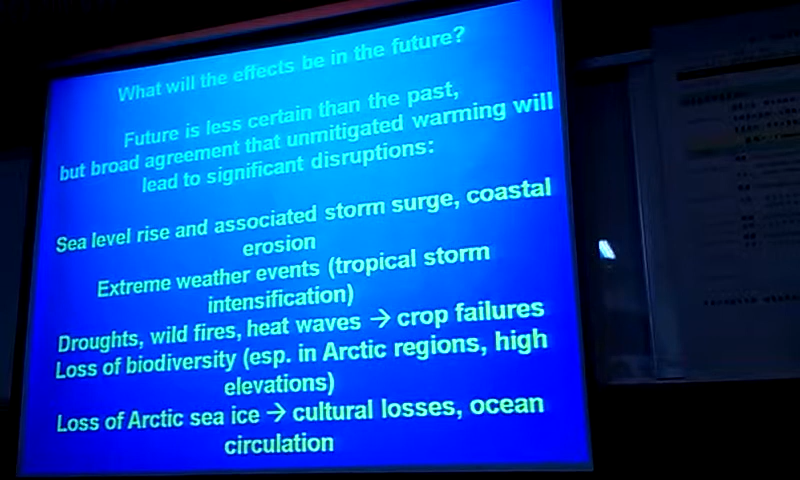 What will the effects be in the future?
Future is less certain than the past,
but broad agreement that unmitigated warming will
lead to significant disruptions:
Sea level rise and associated storm surge, coastal
erosion
Extreme weather events (tropical storm
intensification)
Droughts, wild fires, heat waves → crop failures
Loss of biodiversity (esp. in Arctic regions, high
elevations)
Loss of Arctic sea ice → cultural losses, ocean
circulation